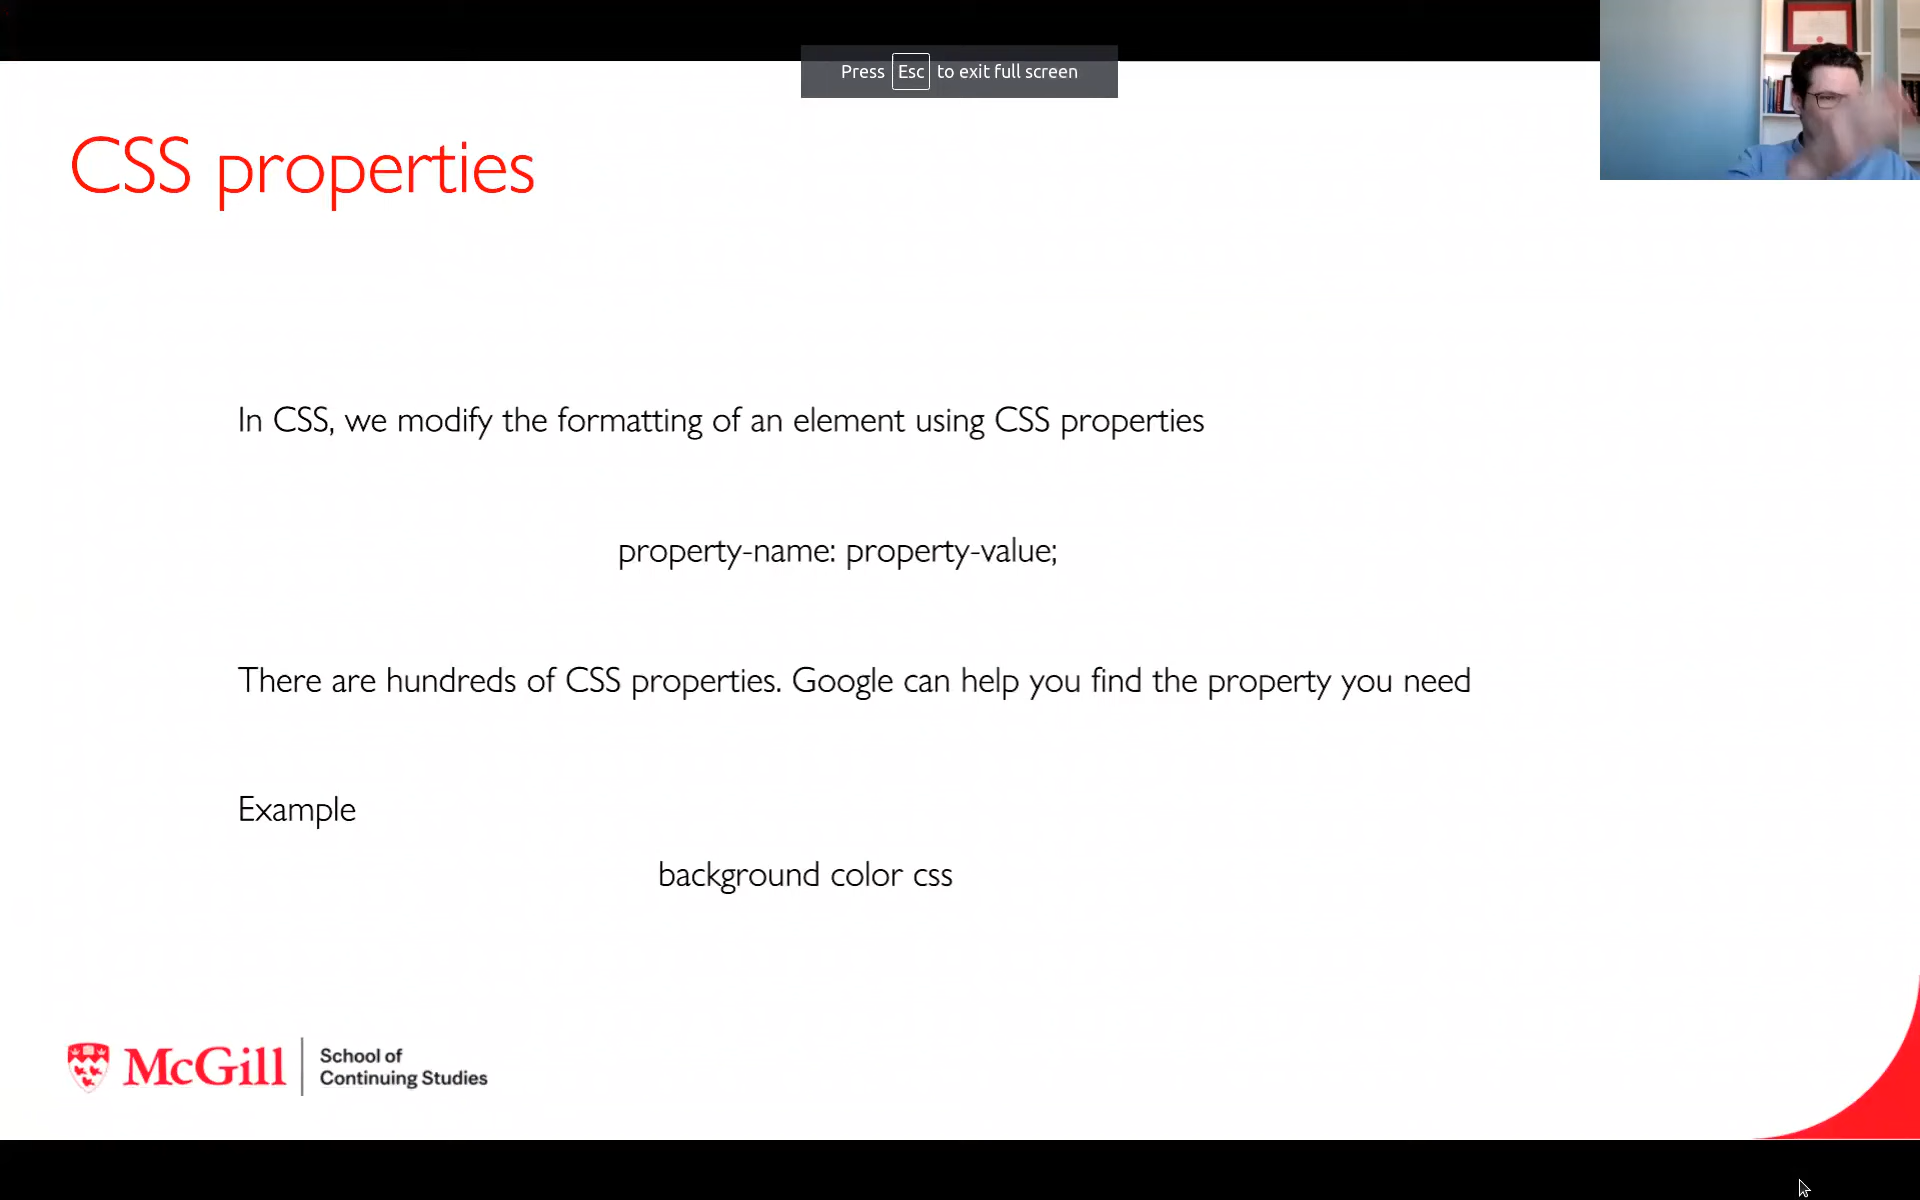 Press Esc to exit full screen
CSS properties
In CSS, we modify the formatting of an element using CSS properties
property-name: property-value;
There are hundreds of CSS properties. Google can help you find the property you need
Example
background color css
McGill
School of
Continuing Studies